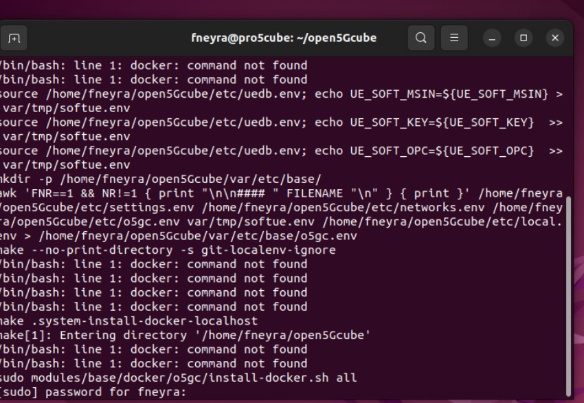 fneyra@pro5cube: ~/open5Gcube
/bin/bash: line 1: docker: command not found
/bin/bash: line 1: docker: command not found
source /home/fneyra/open5Gcube/etc/uedb.env; echo UE_SOFT_MSIN=${UE_SOFT_MSIN} >
 var/tmp/softue.env
source /home/fneyra/open5Gcube/etc/uedb.env; echo UE_SOFT_KEY=${UE_SOFT_KEY}  >>
 var/tmp/softue.env
source /home/fneyra/open5Gcube/etc/uedb.env; echo UE_SOFT_OPC=${UE_SOFT_OPC}  >>
 var/tmp/softue.env
mkdir -p /home/fneyra/open5Gcube/var/etc/base/
awk 'FNR==1 && NR!=1 { print "\n\n#### " FILENAME "\n" } { print }' /home/fneyra
/open5Gcube/etc/settings.env /home/fneyra/open5Gcube/etc/networks.env /home/fney
ra/open5Gcube/etc/o5gc.env var/tmp/softue.env /home/fneyra/open5Gcube/etc/local.
env > /home/fneyra/open5Gcube/var/etc/base/o5gc.env
make --no-print-directory -s git-localenv-ignore
/bin/bash: line 1: docker: command not found
/bin/bash: line 1: docker: command not found
/bin/bash: line 1: docker: command not found
/bin/bash: line 1: docker: command not found
make .system-install-docker-localhost
make[1]: Entering directory '/home/fneyra/open5Gcube'
/bin/bash: line 1: docker: command not found
/bin/bash: line 1: docker: command not found
sudo modules/base/docker/o5gc/install-docker.sh all
[sudo] password for fneyra: